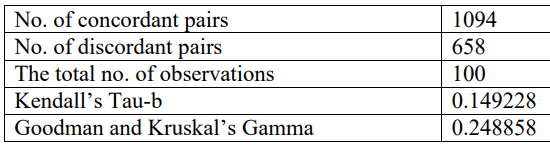 No. of concordant pairs 1094
No. of discordant pairs 658
The total no. of observations 100
Kendall’s Tau-b 0.149228
Goodman and Kruskal’s Gamma 0.248858